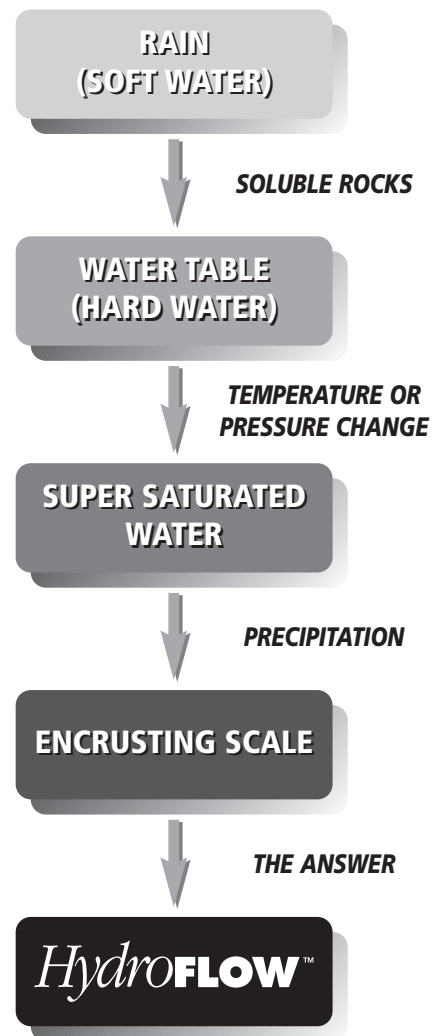 RAIN
(SOFT WATER)
SOLUBLE ROCKS
WATER TABLE
(HARD WATER)
TEMPERATURE OR
PRESSURE CHANGE
SUPER SATURATED
WATER
PRECIPITATION
ENCRUSTING SCALE
THE ANSWER
HydroFLOW™